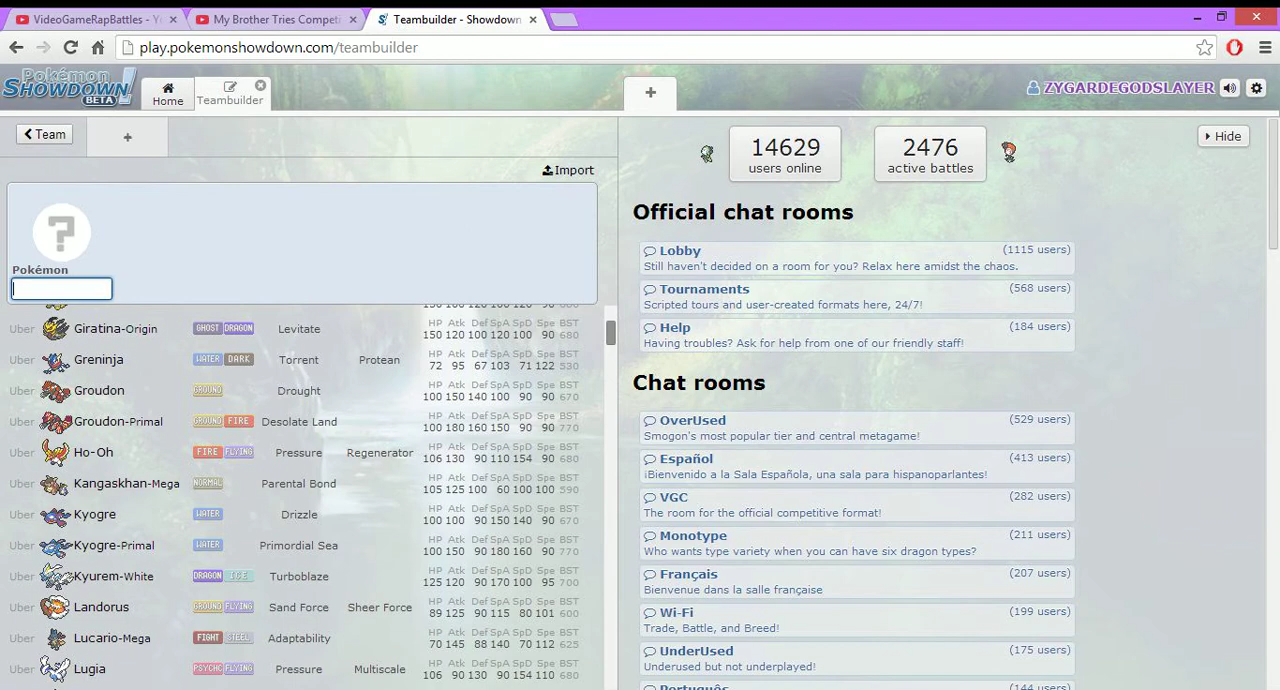 VideoGameRapBattles - Y
My Brother Tries Competi
Teambuilder - Showdown
play.pokemonshowdown.com/teambuilder
Pokémon
SHOWDOWN!
BETA
Home
Teambuilder
ZYGARDEGODSLAYER
Team
14629
users online
2476
active battles
Hide
Import
Pokémon
Uber Giratina-Origin GHOST DRAGON Levitate HP Atk Def SpA SpD Spe BST
150 120 100 120 100 90 680
Uber Greninja WATER DARK Torrent Protean HP Atk Def SpA SpD Spe BST
72 95 67 103 71 122 530
Uber Groudon GROUND Drought HP Atk Def SpA SpD Spe BST
100 150 140 100 90 90 670
Uber Groudon-Primal GROUND FIRE Desolate Land HP Atk Def SpA SpD Spe BST
100 180 160 150 90 90 770
Uber Ho-Oh FIRE FLYING Pressure Regenerator HP Atk Def SpA SpD Spe BST
106 130 90 110 154 90 680
Uber Kangaskhan-Mega NORMAL Parental Bond HP Atk Def SpA SpD Spe BST
105 125 100 60 100 100 590
Uber Kyogre WATER Drizzle HP Atk Def SpA SpD Spe BST
100 100 90 150 140 90 670
Uber Kyogre-Primal WATER Primordial Sea HP Atk Def SpA SpD Spe BST
100 150 90 180 160 90 770
Uber Kyurem-White DRAGON ICE Turboblaze HP Atk Def SpA SpD Spe BST
125 120 90 170 100 95 700
Uber Landorus GROUND FLYING Sand Force Sheer Force HP Atk Def SpA SpD Spe BST
89 125 90 115 80 101 600
Uber Lucario-Mega FIGHT STEEL Adaptability HP Atk Def SpA SpD Spe BST
70 145 88 140 70 112 625
Uber Lugia PSYCHC FLYING Pressure Multiscale HP Atk Def SpA SpD Spe BST
106 90 130 90 154 110 680
Official chat rooms
Lobby (1115 users)
Still haven't decided on a room for you? Relax here amidst the chaos.
Tournaments (568 users)
Scripted tours and user-created formats here, 24/7!
Help (184 users)
Having troubles? Ask for help from one of our friendly staff!
Chat rooms
OverUsed (529 users)
Smogon's most popular tier and central metagame!
Español (413 users)
¡Bienvenido a la Sala Española, una sala para hispanoparlantes!
VGC (282 users)
The room for the official competitive format!
Monotype (211 users)
Who wants type variety when you can have six dragon types?
Français (207 users)
Bienvenue dans la salle française
Wi-Fi (199 users)
Trade, Battle, and Breed!
UnderUsed (175 users)
Underused but not underplayed!
Português (144 users)